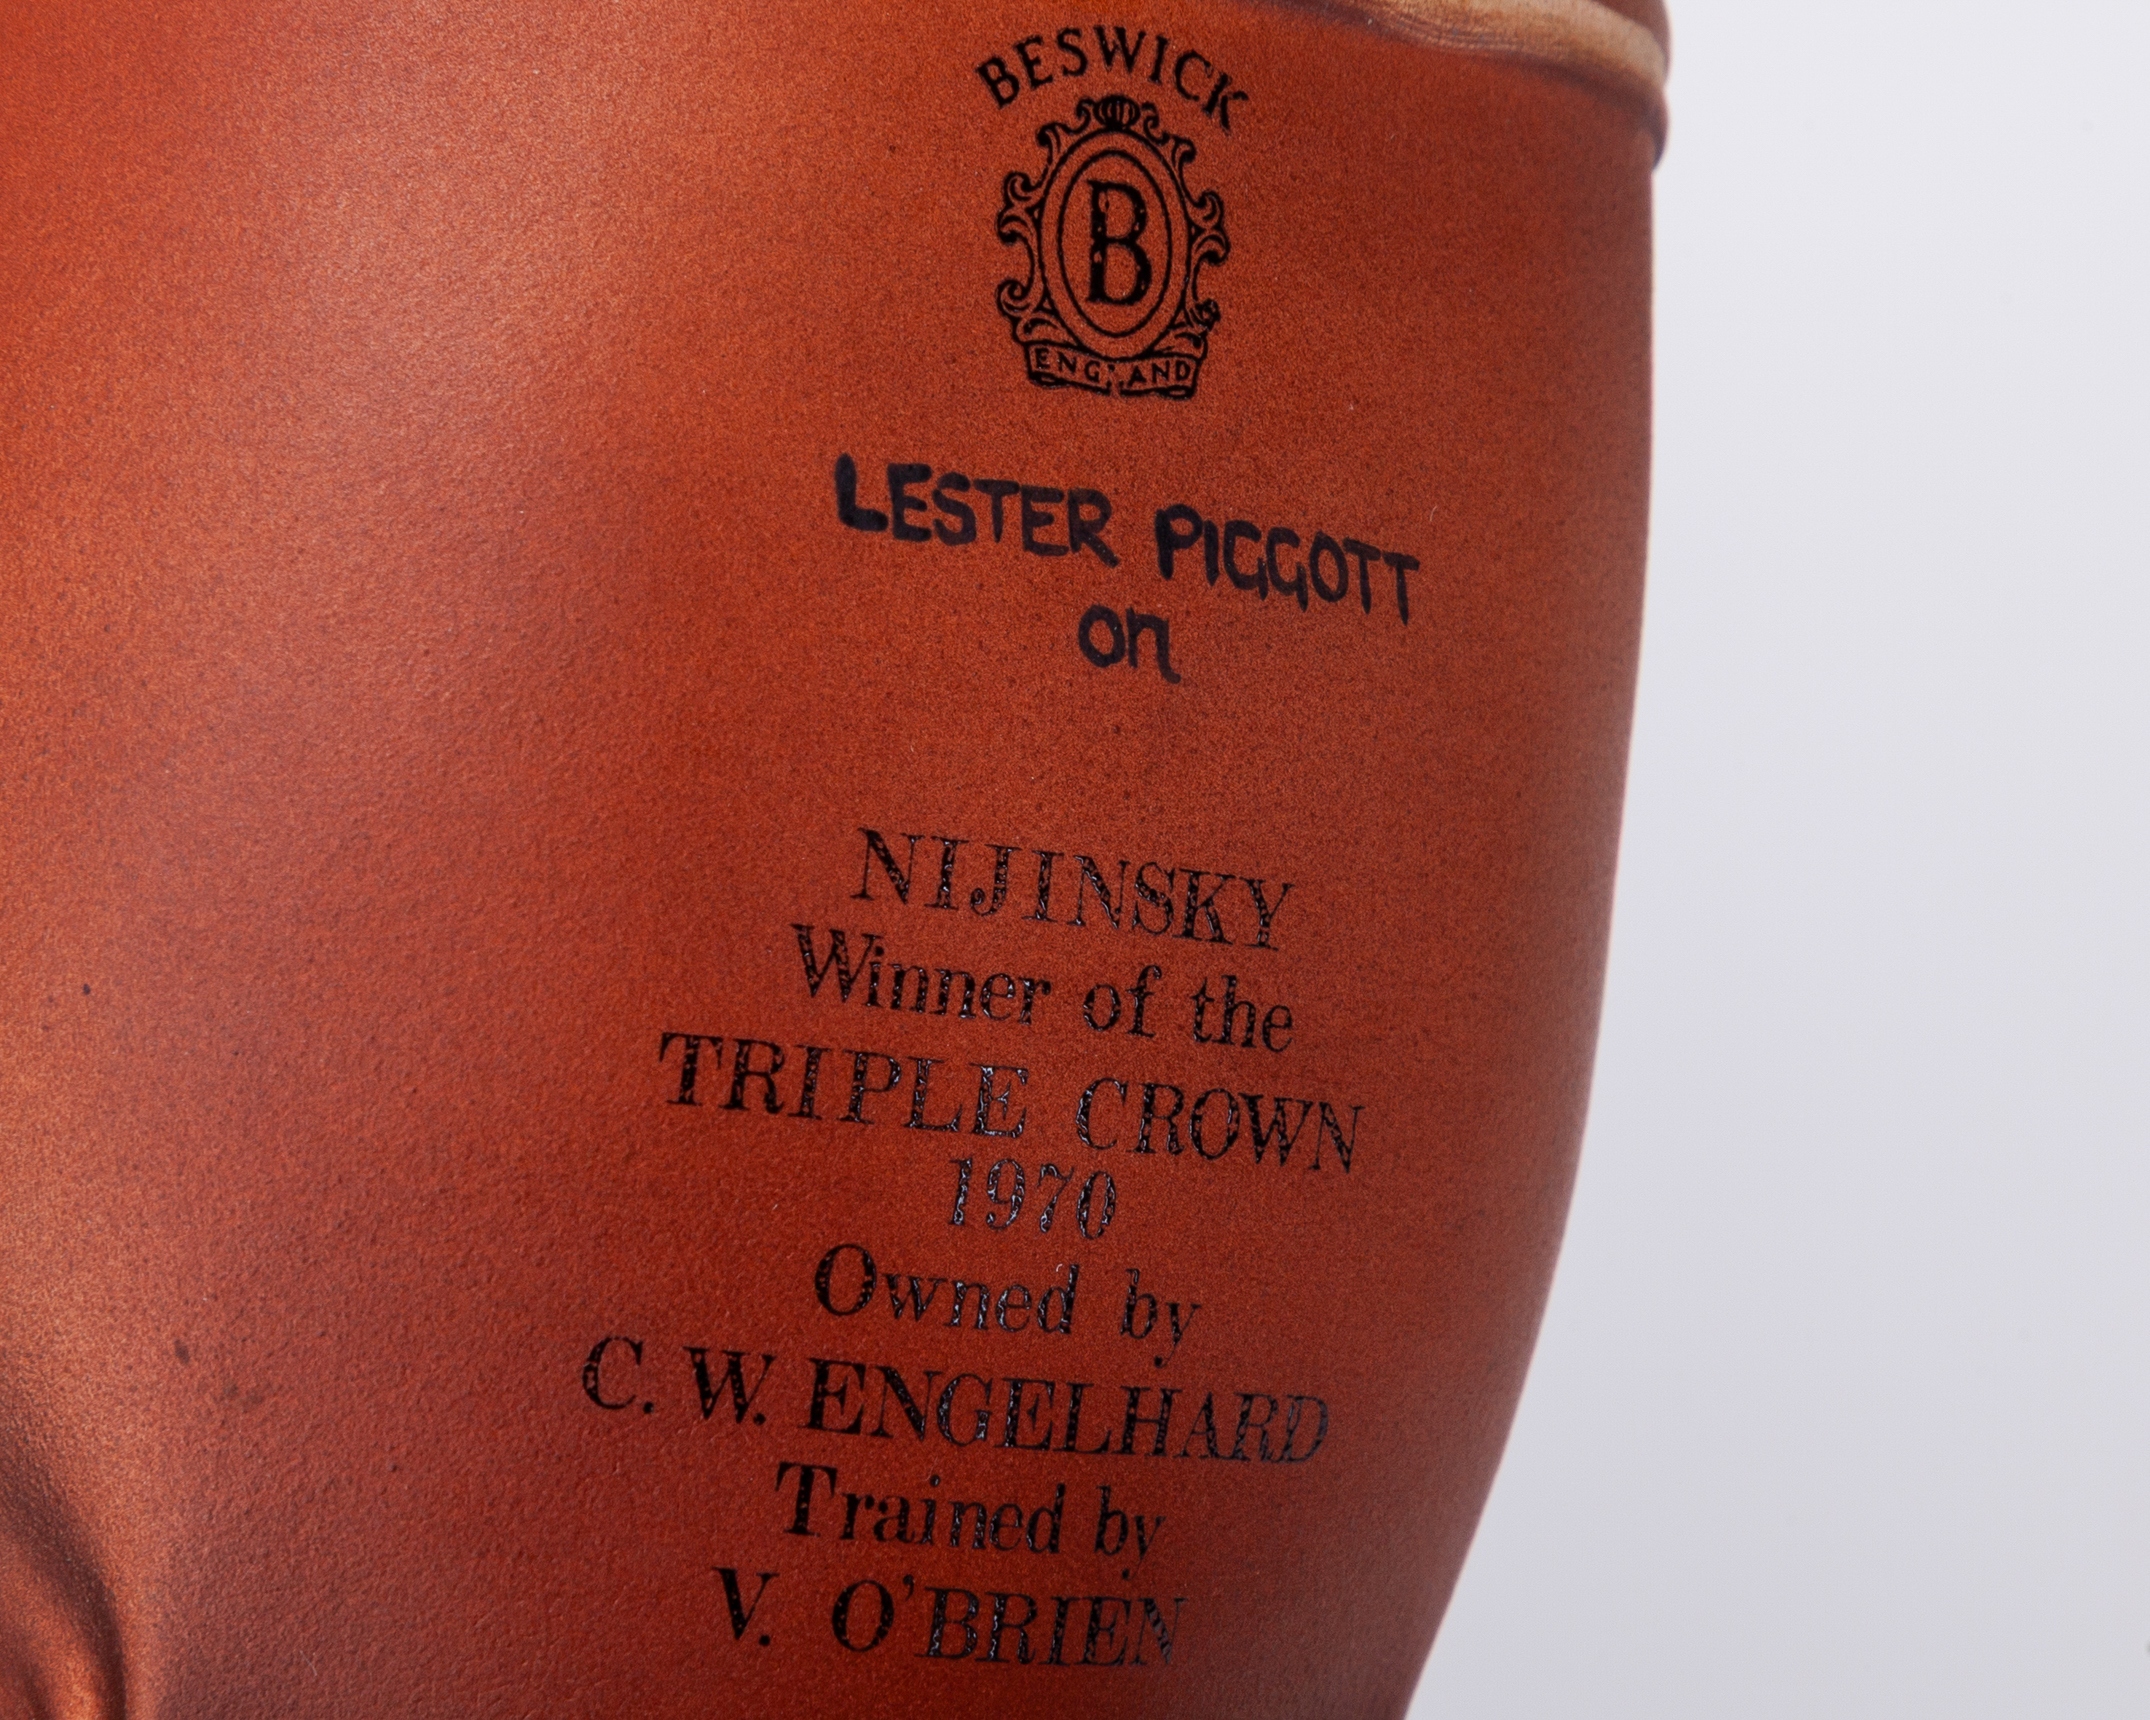 BESWICK
B
ENGLAND
LESTER PIGGOTT
on
NIJINSKY
Winner of the
TRIPLE CROWN
1970
Owned by
C. W. ENGELHARD
Trained by
V. O'BRIEN